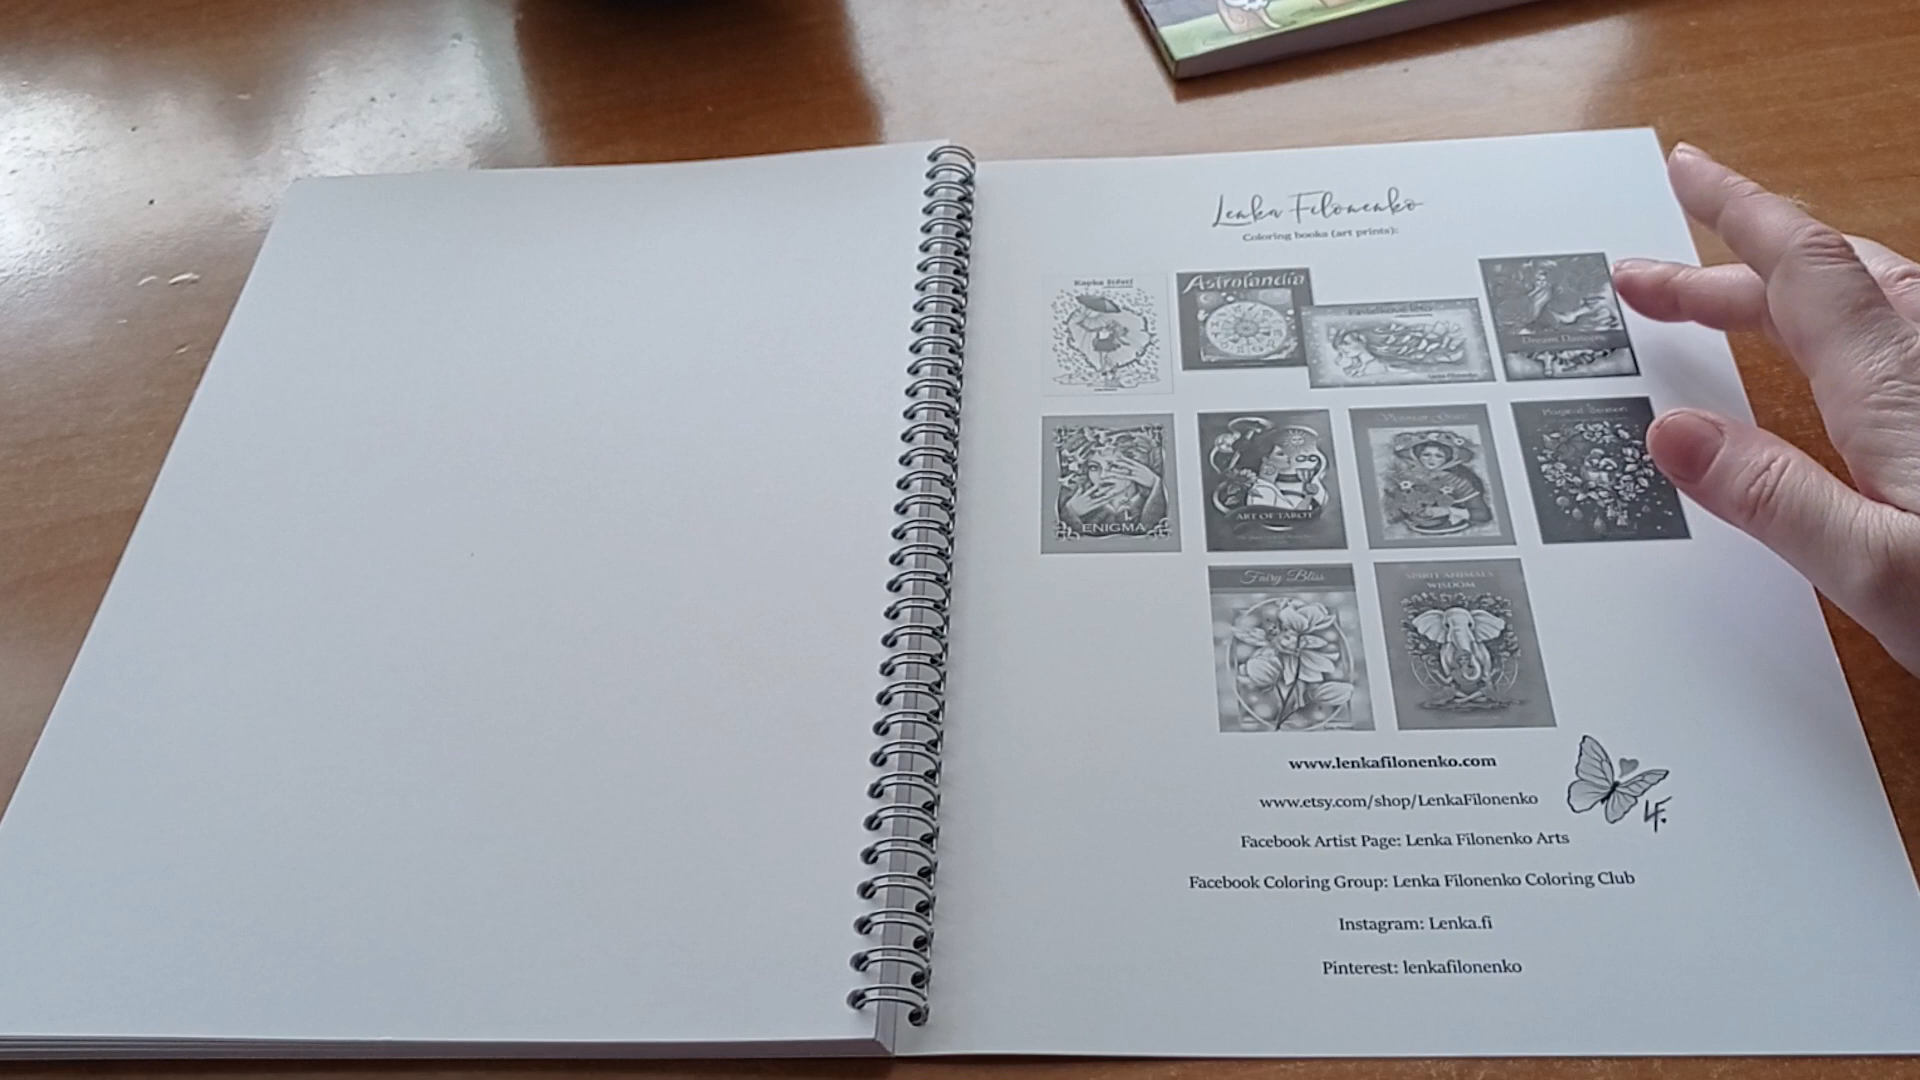 Lenka Filonenko
Coloring books (art prints):
Kapka štěstí
Astrolandia
Dream Dancers
ENIGMA
ART OF TAROT
Magical Season
Fairy Bliss
SPIRIT ANIMALS
WISDOM
www.lenkafilonenko.com
www.etsy.com/shop/LenkaFilonenko
LF.
Facebook Artist Page: Lenka Filonenko Arts
Facebook Coloring Group: Lenka Filonenko Coloring Club
Instagram: Lenka.fi
Pinterest: lenkafilonenko